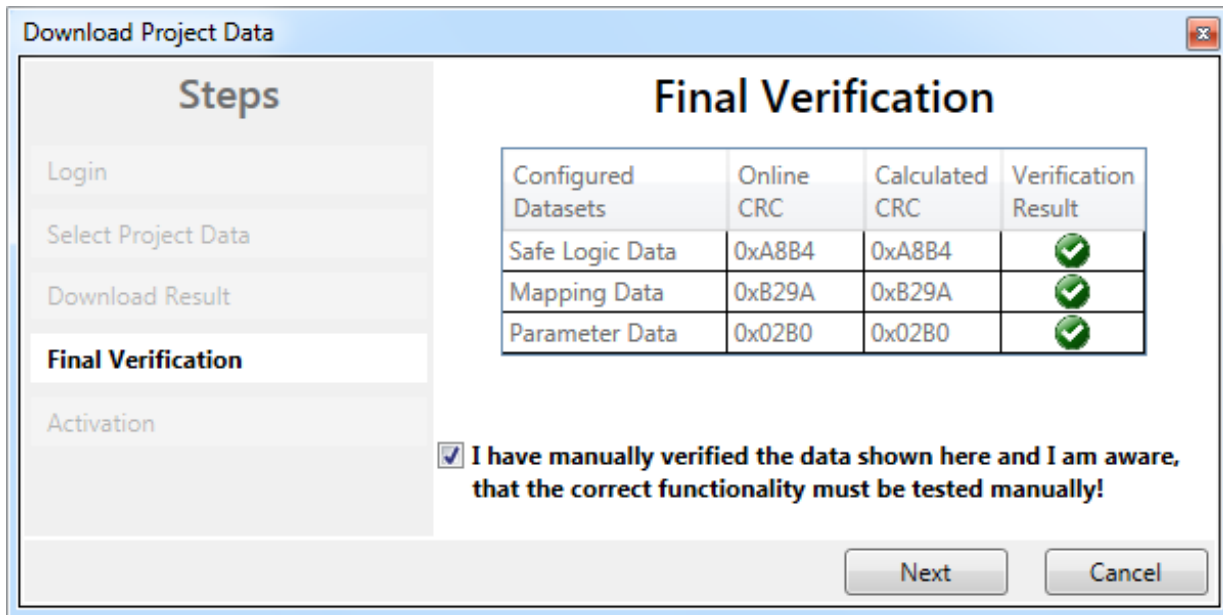 Download Project Data
Steps
Login
Select Project Data
Download Result
Final Verification
Activation
Final Verification
Configured Datasets Online CRC Calculated CRC Verification Result
Safe Logic Data 0xA8B4 0xA8B4
Mapping Data 0xB29A 0xB29A
Parameter Data 0x02B0 0x02B0
I have manually verified the data shown here and I am aware,
that the correct functionality must be tested manually!
Next Cancel